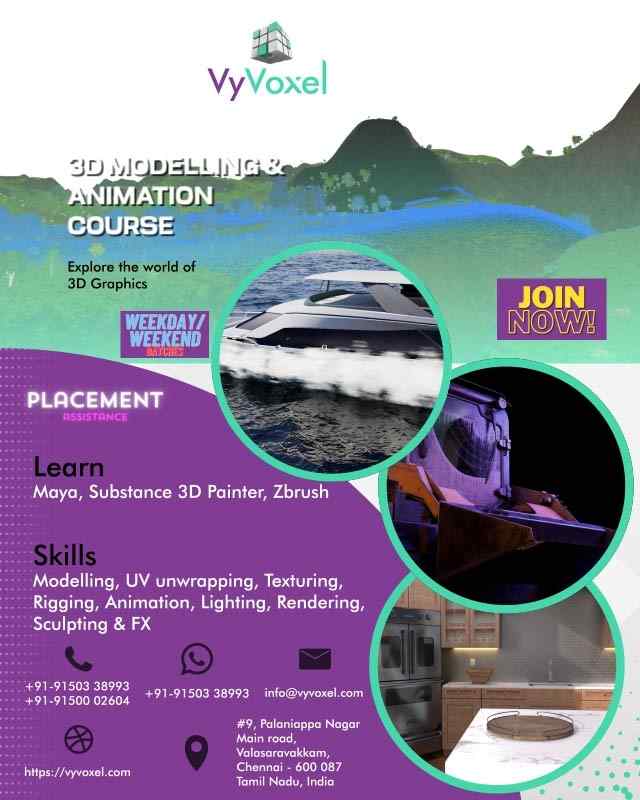 VyVoxel
3D MODELLING &
ANIMATION
COURSE
Explore the world of
3D Graphics
WEEKDAY/
WEEKEND
BATCHES
JOIN
NOW!
PLACEMENT
ASSISTANCE
Learn
Maya, Substance 3D Painter, Zbrush
Skills
Modelling, UV unwrapping, Texturing,
Rigging, Animation, Lighting, Rendering,
Sculpting & FX
+91-91503 38993
+91-91500 02604
+91-91503 38993
info@vyvoxel.com
https://vyvoxel.com
#9, Palaniappa Nagar
Main road,
Valasaravakkam,
Chennai - 600 087
Tamil Nadu, India